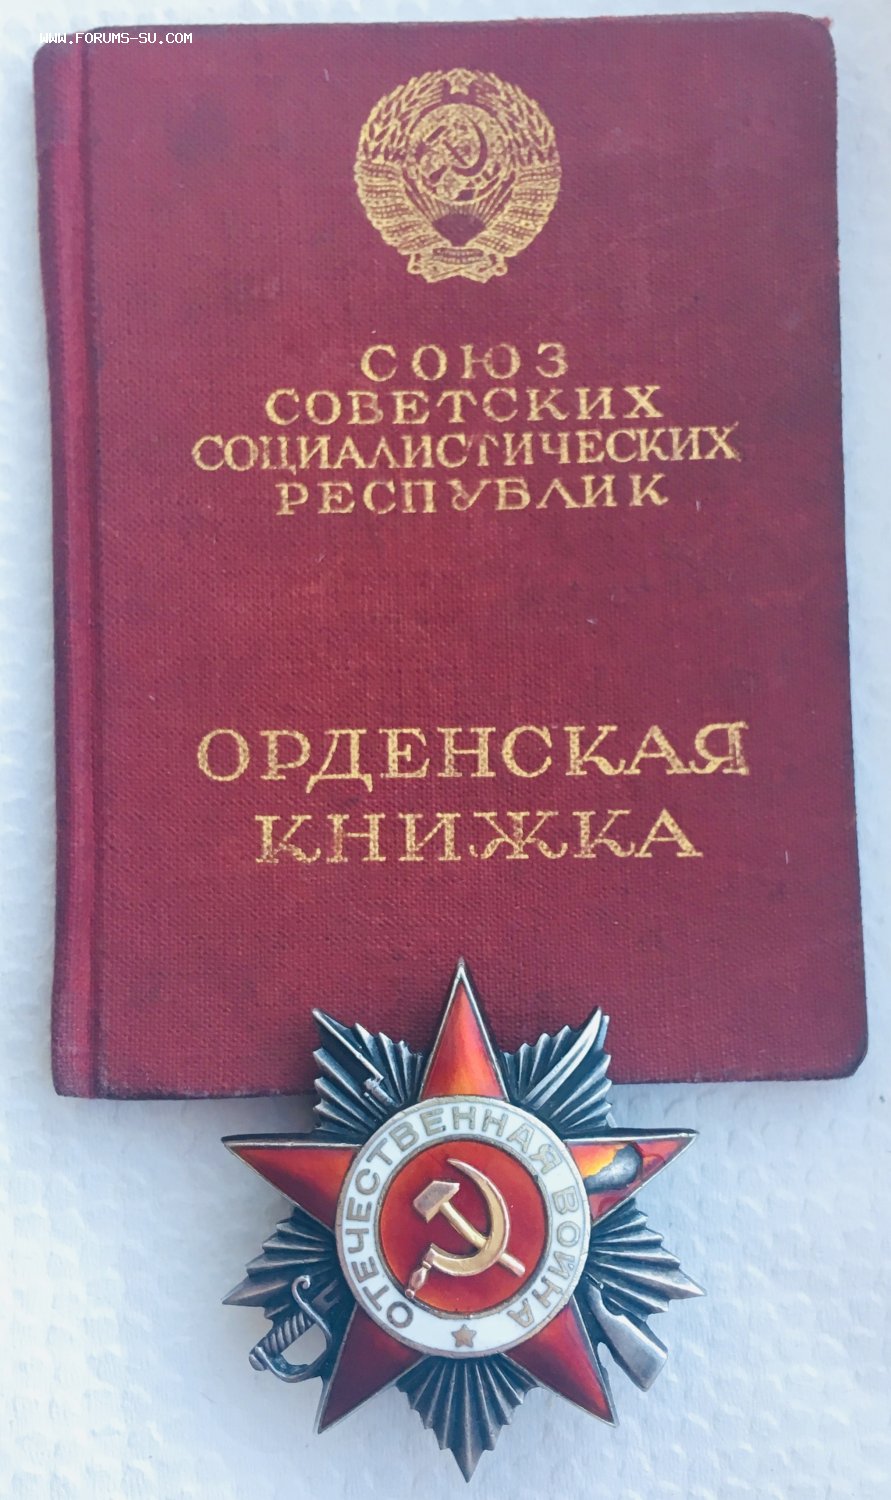 www.FORUMS-SU.COM
СОЮЗ
СОВЕТСКИХ
СОЦИАЛИСТИЧЕСКИХ
РЕСПУБЛИК
ОРДЕНСКАЯ
КНИЖКА
ОТЕЧЕСТВЕННАЯ ВОЙНА